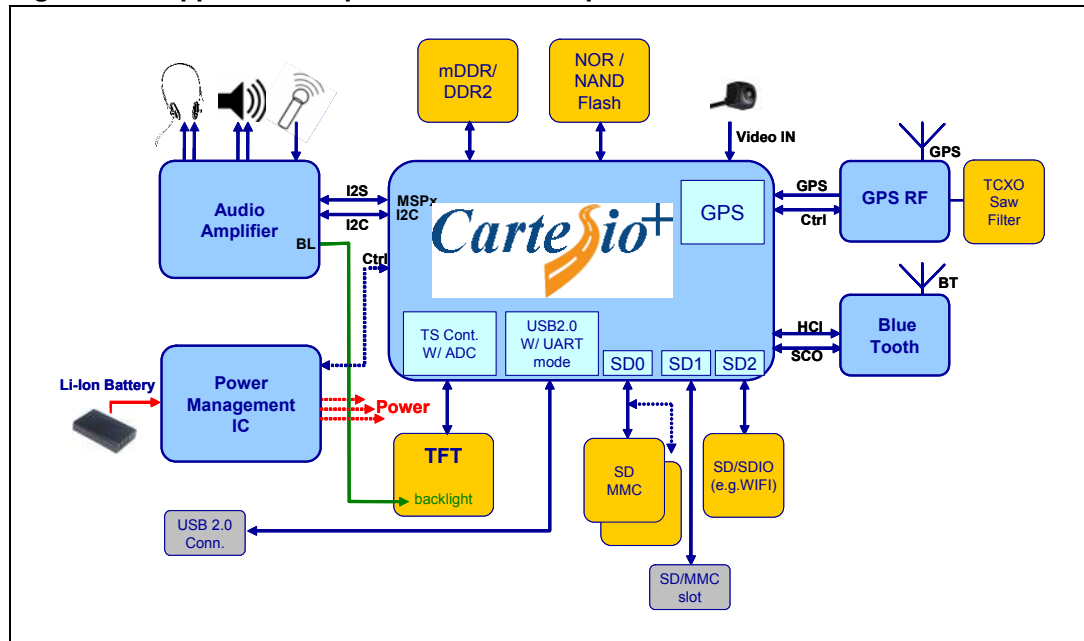 mDDR/
DDR2
NOR /
NAND
Flash
Video IN
GPS
Audio
Amplifier
I2S
I2C
BL
MSPx
I2C
Ctrl
Cartesio+
GPS
GPS
Ctrl
GPS RF
TCXO
Saw
Filter
BT
HCI
SCO
Blue
Tooth
TS Cont.
W/ ADC
USB2.0
W/ UART
mode
SD0
SD1
SD2
Li-Ion Battery
Power
Management
IC
Power
TFT
backlight
SD
MMC
SD/SDIO
(e.g.WIFI)
USB 2.0
Conn.
SD/MMC
slot